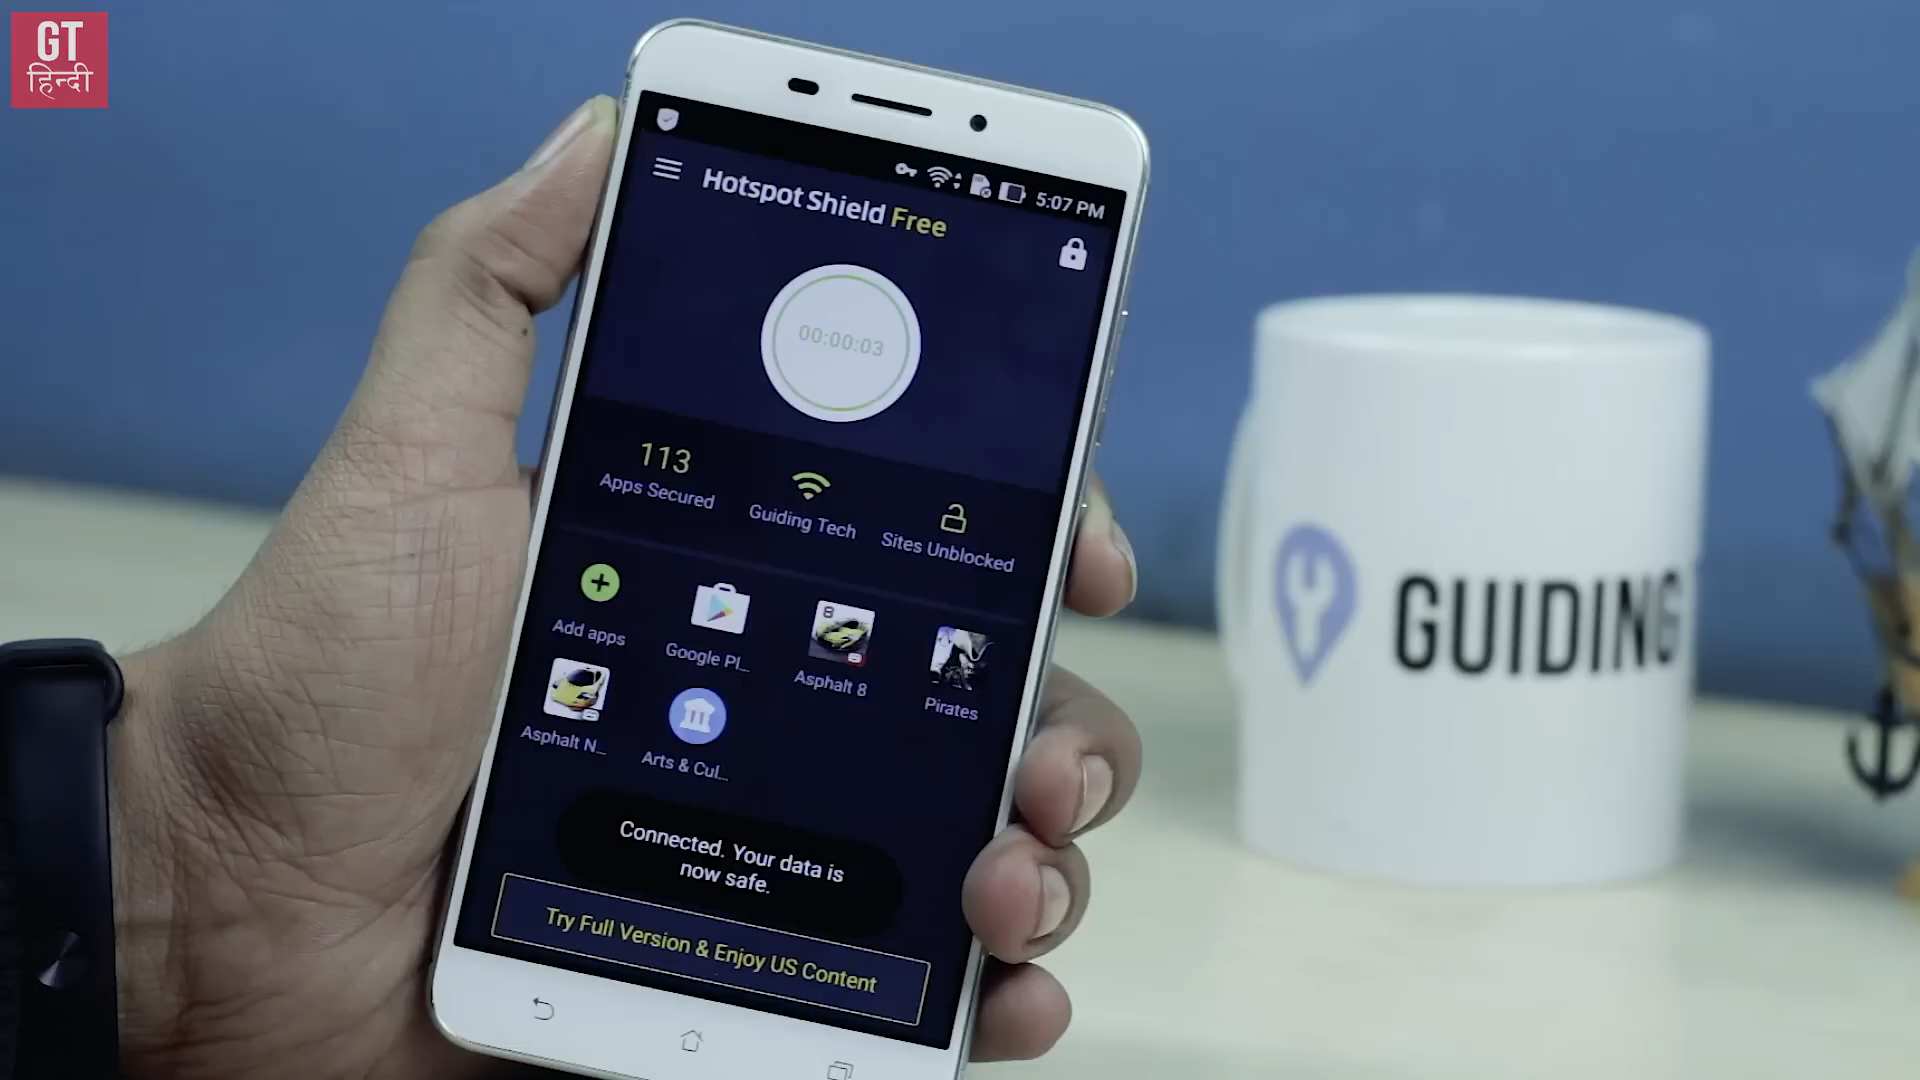 GT
हिन्दी
5:07 PM
Hotspot Shield Free
00:00:03
113
Apps Secured
Guiding Tech
Sites Unblocked
Add apps
Google Pl...
Asphalt 8
Pirates
Asphalt N...
Arts & Cul...
Connected. Your data is
now safe.
Try Full Version & Enjoy US Content
GUIDING